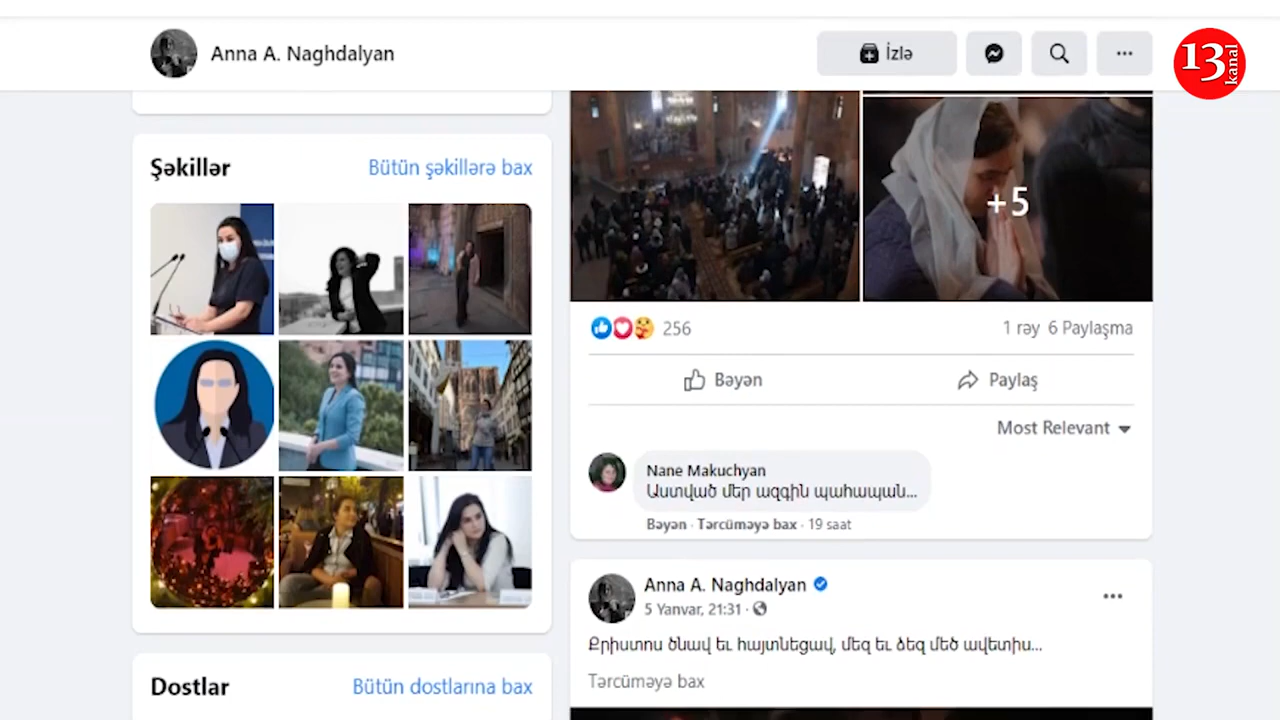 Anna A. Naghdalyan
İzlə
13 kanal
Şəkillər
Bütün şəkillərə bax
+5
256
1 rəy 6 Paylaşma
Bəyən
Paylaş
Most Relevant
Nane Makuchyan
Աստված մեր ազգին պահապան...
Bəyən · Tərcüməyə bax · 19 saat
Anna A. Naghdalyan
5 Yanvar, 21:31 ·
Քրիստոս ծնավ եւ հայտնեցավ, մեզ եւ ձեզ մեծ ավետիս...
Tərcüməyə bax
Dostlar
Bütün dostlarına bax